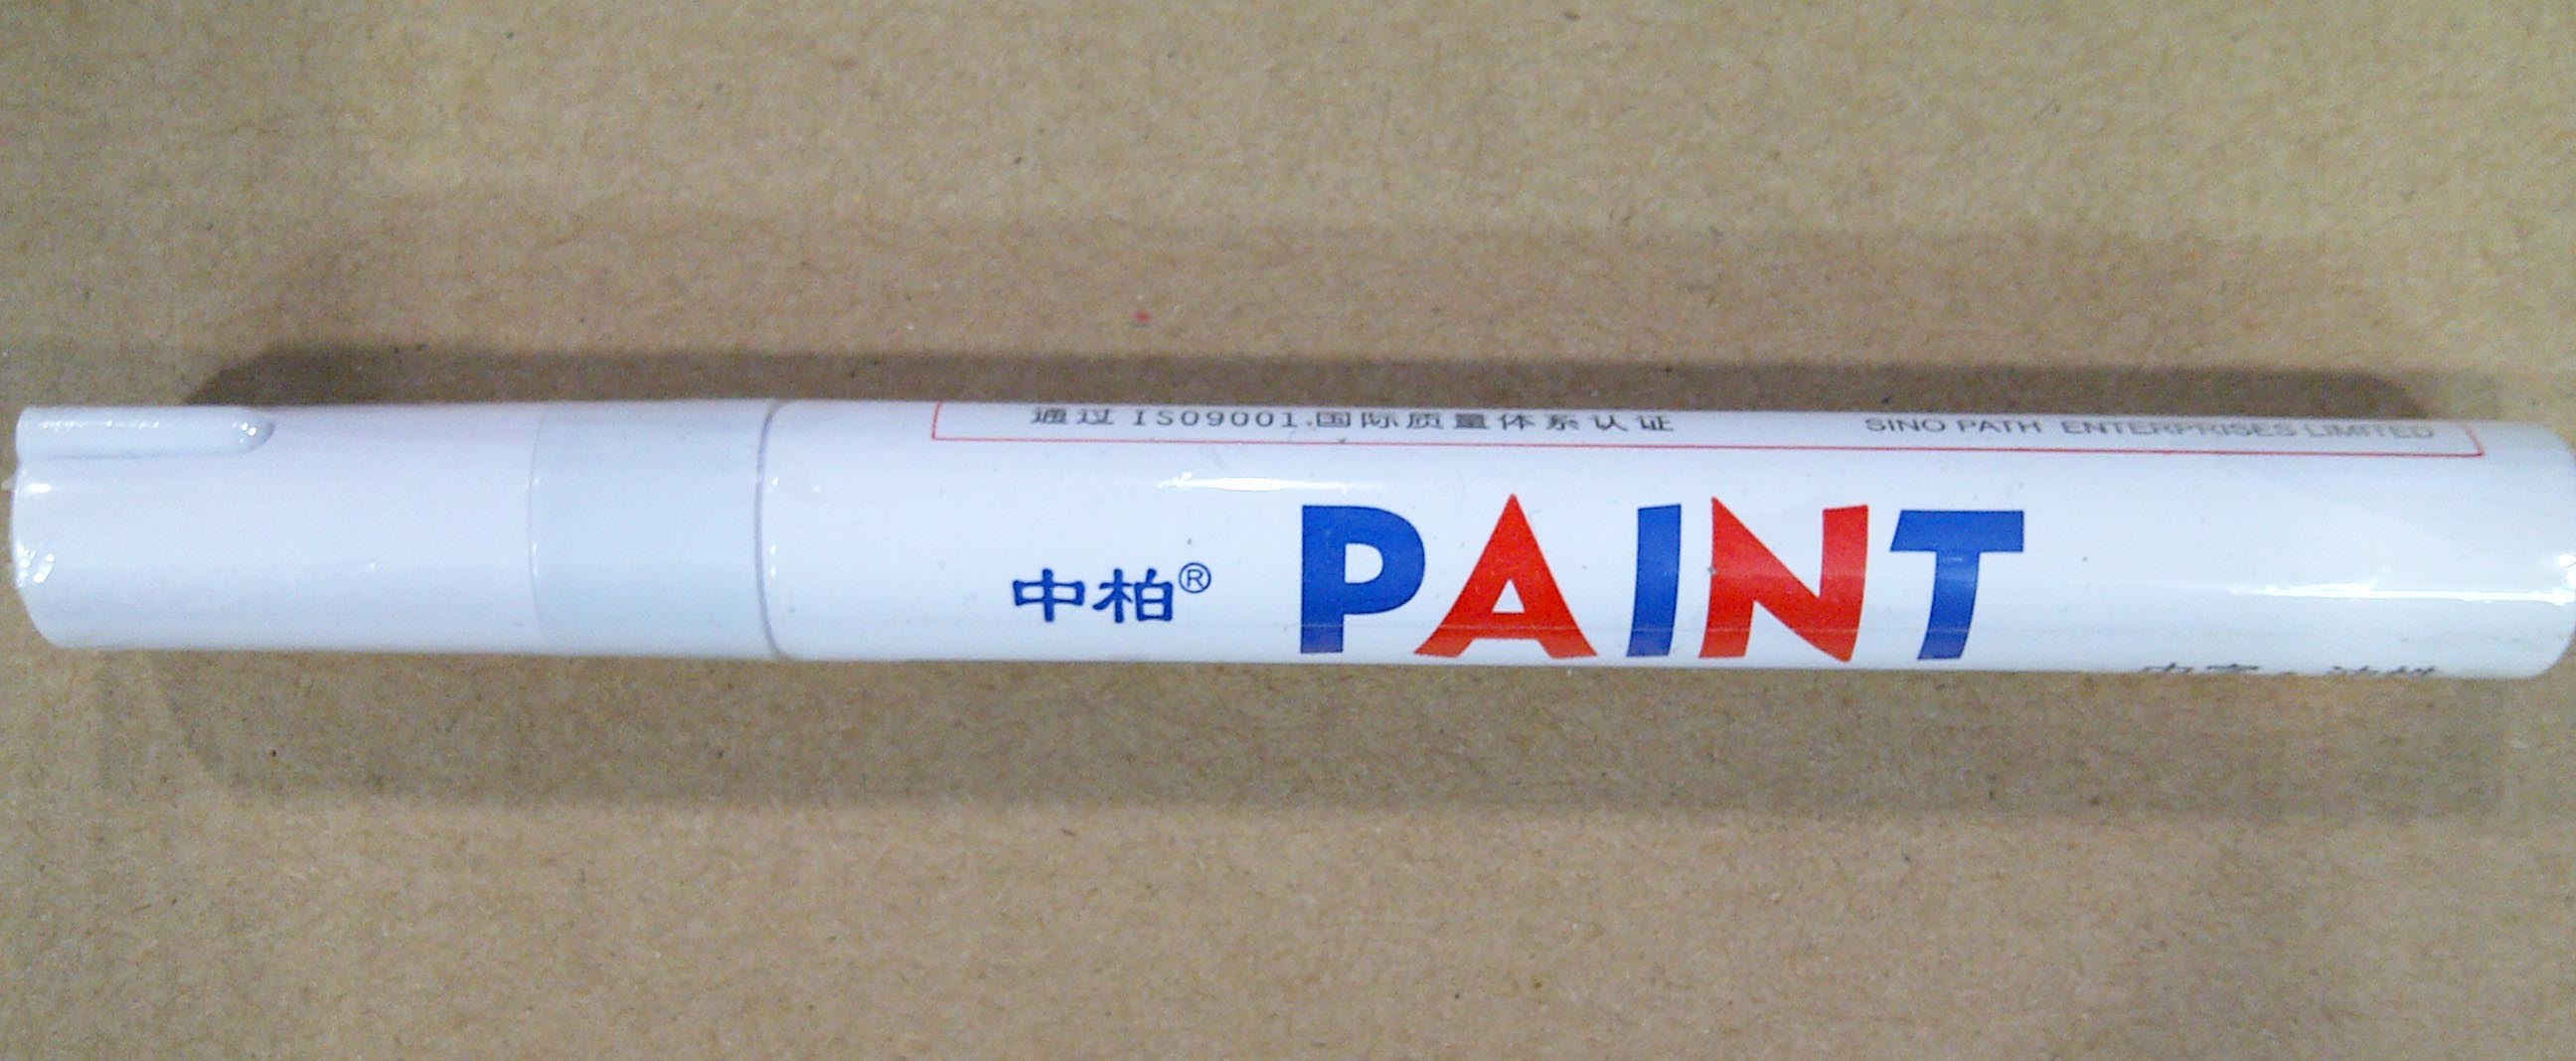 通过 ISO9001.国际质量体系认证 SINO PATH ENTERPRISES LIMITED
中柏® PAINT